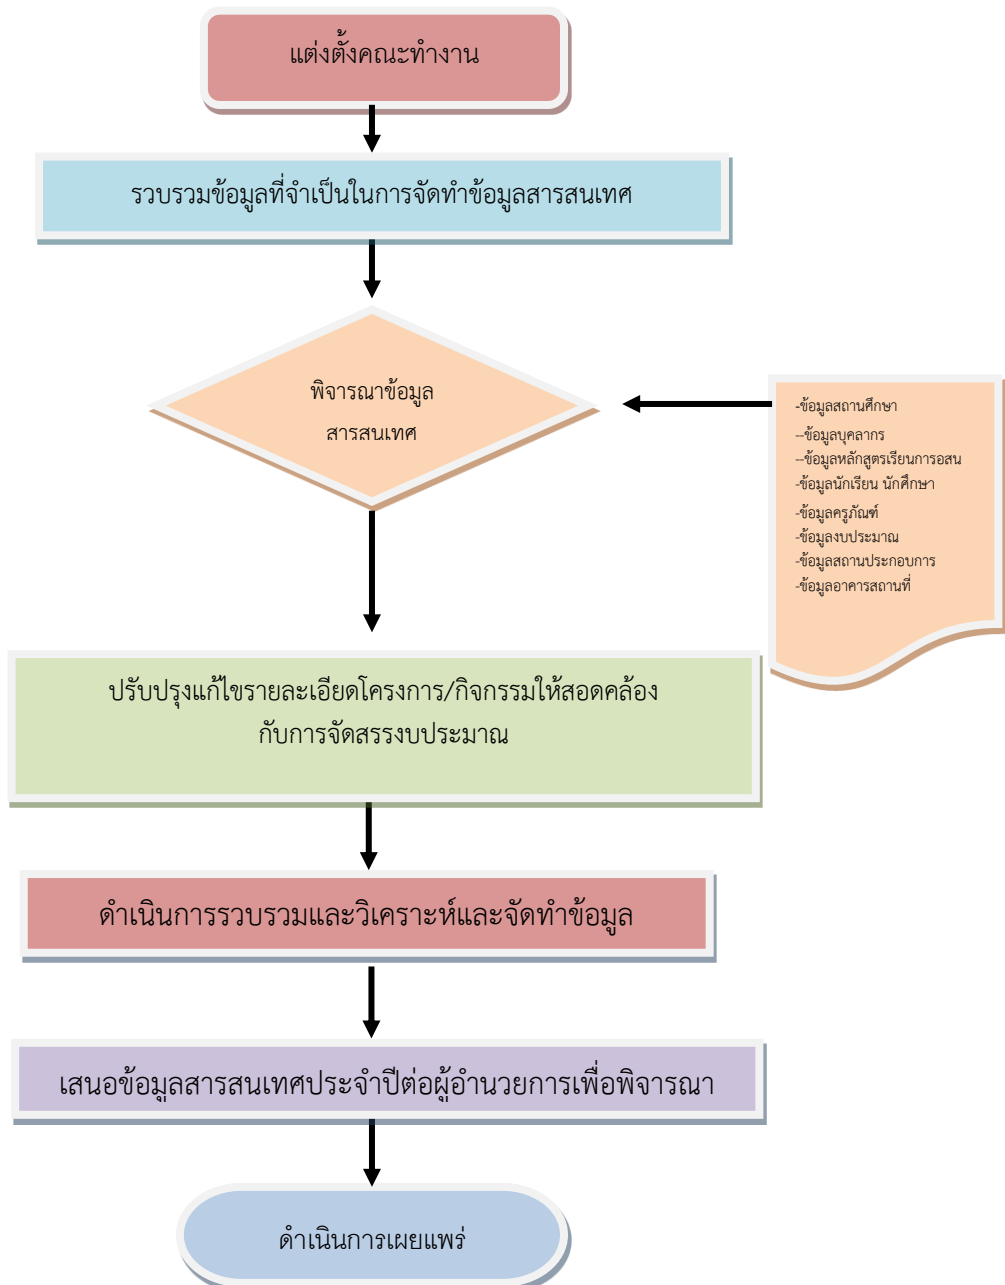 แต่งตั้งคณะทำงาน
รวบรวมข้อมูลที่จำเป็นในการจัดทำข้อมูลสารสนเทศ
พิจารณาข้อมูล
สารสนเทศ
-ข้อมูลสถานศึกษา
--ข้อมูลบุคลากร
--ข้อมูลหลักสูตรเรียนการอสน
-ข้อมูลนักเรียน นักศึกษา
-ข้อมูลครูภัณฑ์
-ข้อมูลงบประมาณ
-ข้อมูลสถานประกอบการ
-ข้อมูลอาคารสถานที่
ปรับปรุงแก้ไขรายละเอียดโครงการ/กิจกรรมให้สอดคล้อง
กับการจัดสรรงบประมาณ
ดำเนินการรวบรวมและวิเคราะห์และจัดทำข้อมูล
เสนอข้อมูลสารสนเทศประจำปีต่อผู้อำนวยการเพื่อพิจารณา
ดำเนินการเผยแพร่